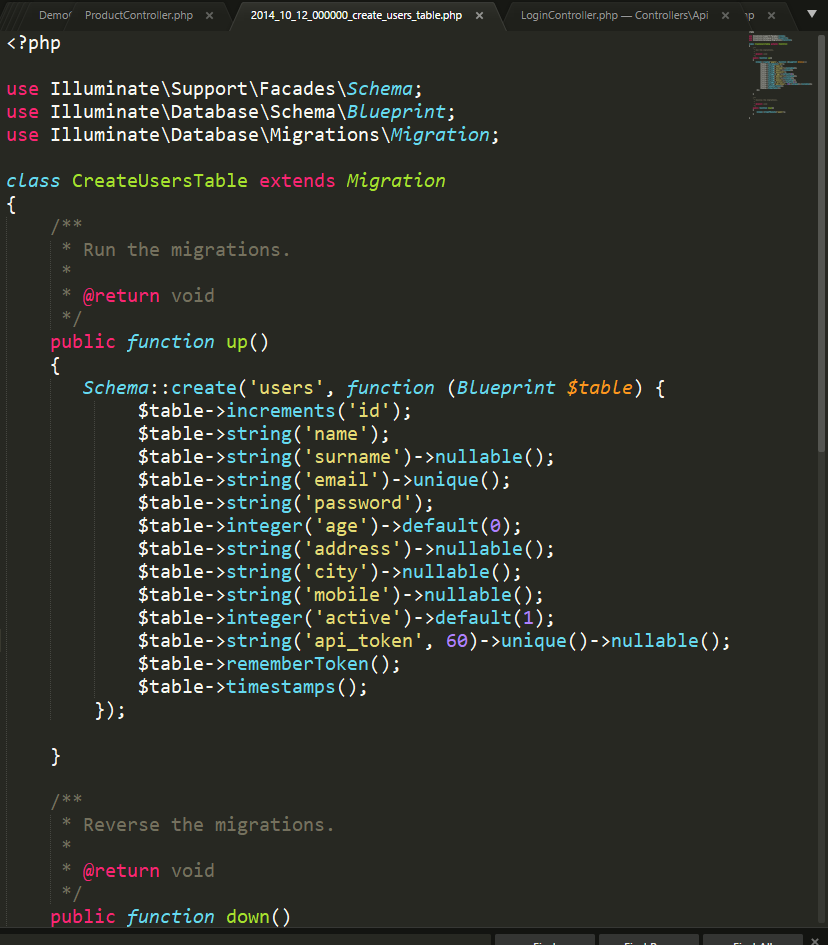 Demo
ProductController.php ×
2014_10_12_000000_create_users_table.php ×
LoginController.php — Controllers\Api ×
×
<?php
use Illuminate\Support\Facades\Schema;
use Illuminate\Database\Schema\Blueprint;
use Illuminate\Database\Migrations\Migration;
class CreateUsersTable extends Migration
{
/**
* Run the migrations.
*
* @return void
*/
public function up()
{
Schema::create('users', function (Blueprint $table) {
$table->increments('id');
$table->string('name');
$table->string('surname')->nullable();
$table->string('email')->unique();
$table->string('password');
$table->integer('age')->default(0);
$table->string('address')->nullable();
$table->string('city')->nullable();
$table->string('mobile')->nullable();
$table->integer('active')->default(1);
$table->string('api_token', 60)->unique()->nullable();
$table->rememberToken();
$table->timestamps();
});
}
/**
* Reverse the migrations.
*
* @return void
*/
public function down()